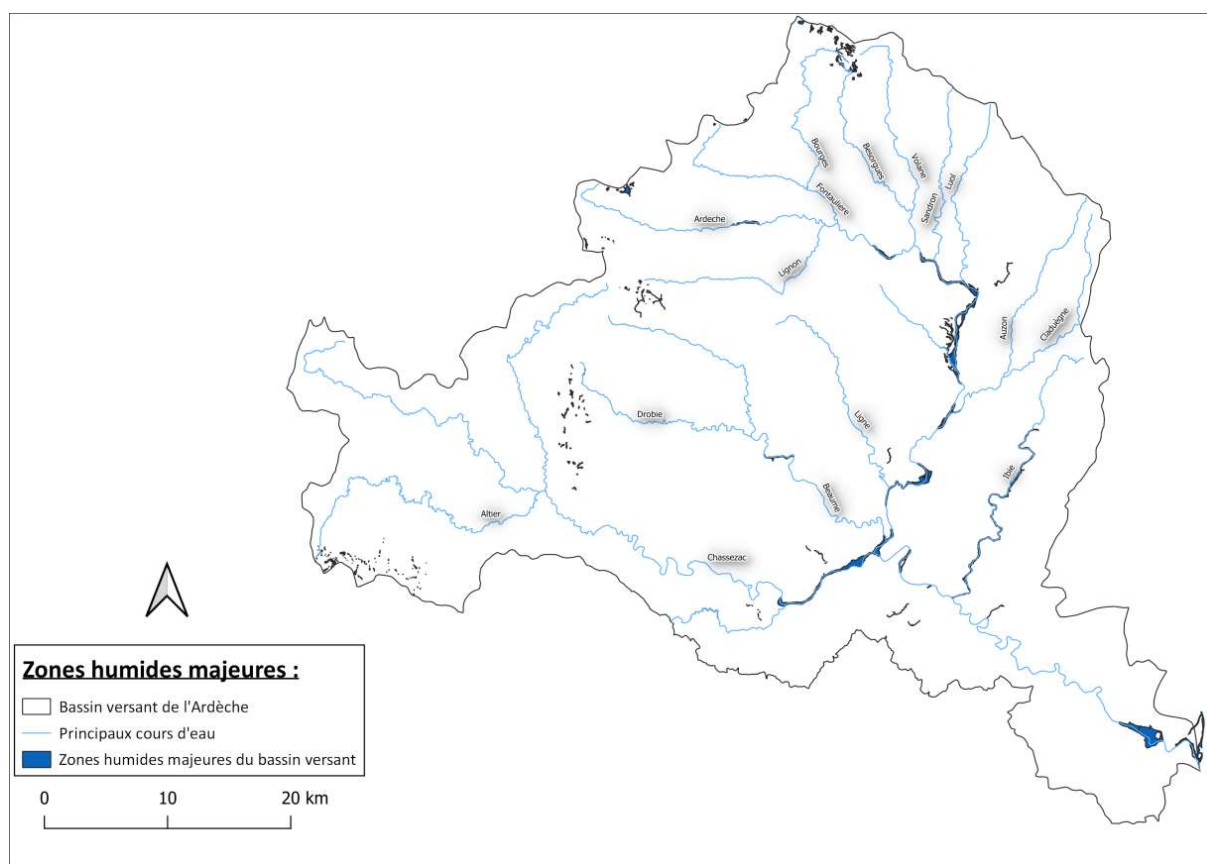 Bourges
Besorgues
Volane
Sandron
Luol
Fontaulière
Ardeche
Lignon
Auzon
Claduègne
Drobie
Ligne
Ibie
Beaume
Altier
Chassezac
Zones humides majeures :
Bassin versant de l'Ardèche
Principaux cours d'eau
Zones humides majeures du bassin versant
0 10 20 km